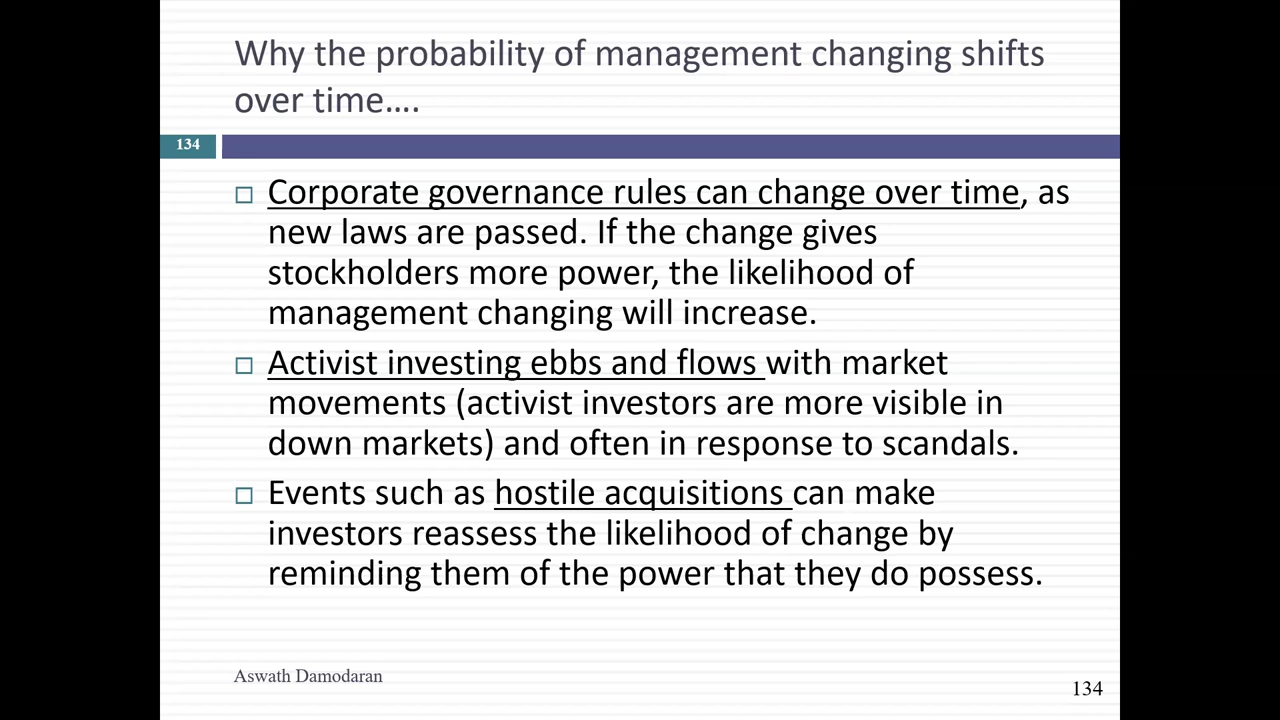 Why the probability of management changing shifts
over time....
134
Corporate governance rules can change over time, as
new laws are passed. If the change gives
stockholders more power, the likelihood of
management changing will increase.
Activist investing ebbs and flows with market
movements (activist investors are more visible in
down markets) and often in response to scandals.
Events such as hostile acquisitions can make
investors reassess the likelihood of change by
reminding them of the power that they do possess.
Aswath Damodaran
134